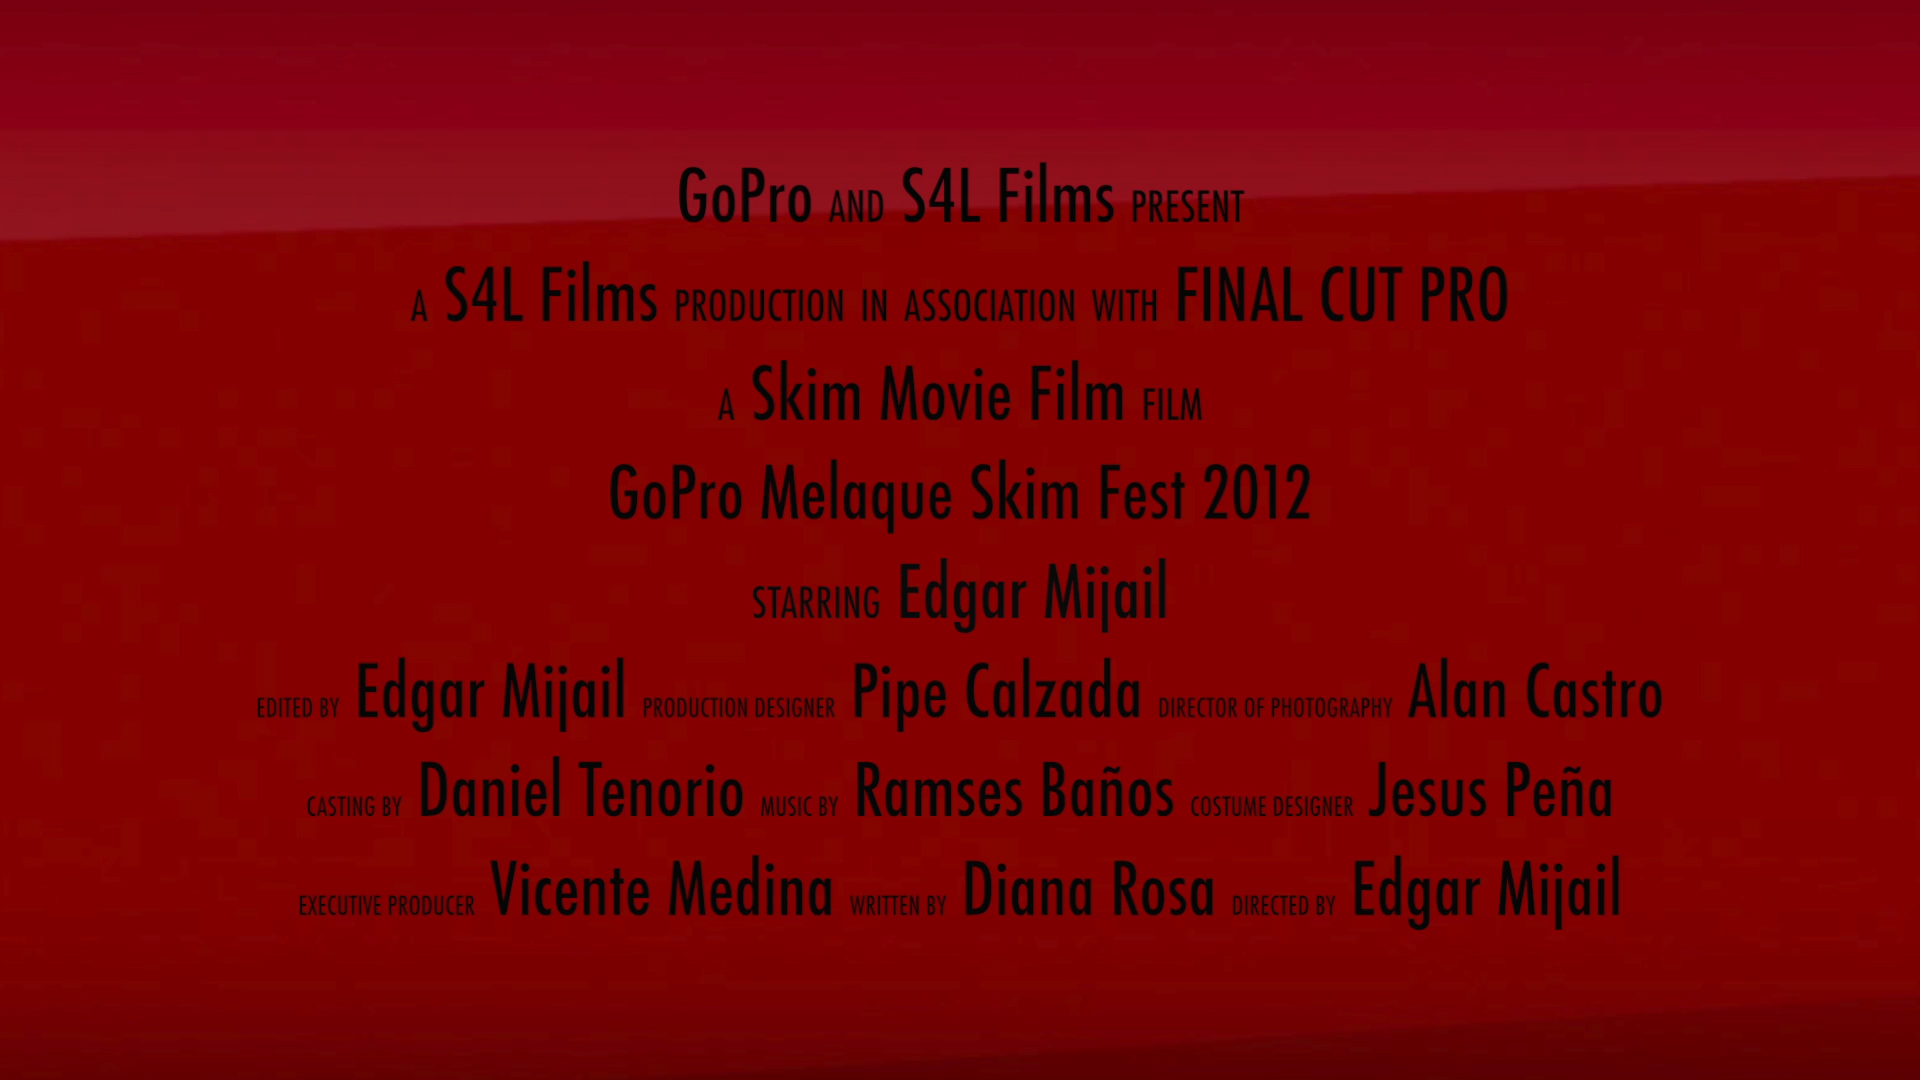 GoPro AND S4L Films PRESENT
A S4L Films PRODUCTION IN ASSOCIATION WITH FINAL CUT PRO
A Skim Movie Film FILM
GoPro Melaque Skim Fest 2012
STARRING Edgar Mijail
EDITED BY Edgar Mijail PRODUCTION DESIGNER Pipe Calzada DIRECTOR OF PHOTOGRAPHY Alan Castro
CASTING BY Daniel Tenorio MUSIC BY Ramses Baños COSTUME DESIGNER Jesus Peña
EXECUTIVE PRODUCER Vicente Medina WRITTEN BY Diana Rosa DIRECTED BY Edgar Mijail